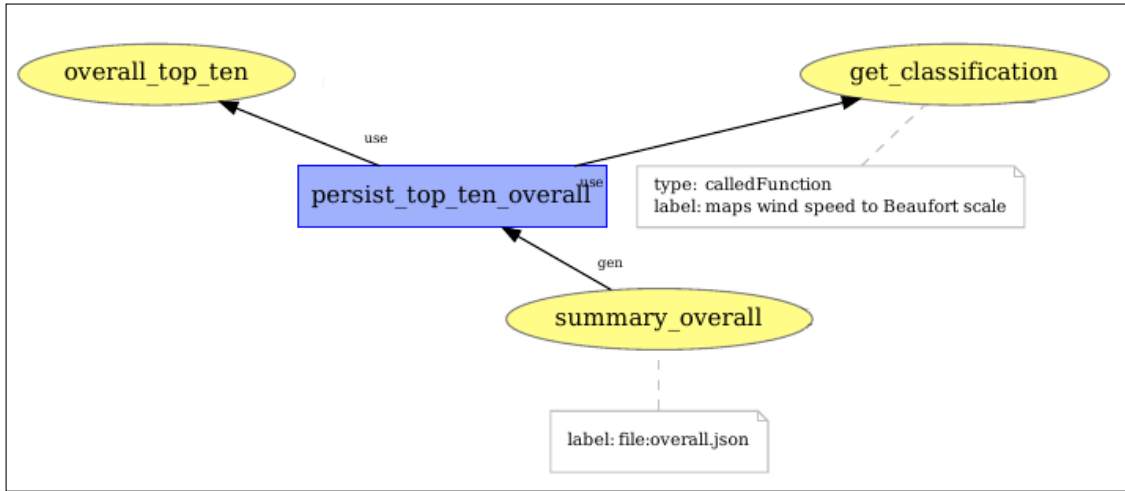 overall_top_ten
get_classification
use
use
persist_top_ten_overall
type: calledFunction
label: maps wind speed to Beaufort scale
gen
summary_overall
label: file:overall.json